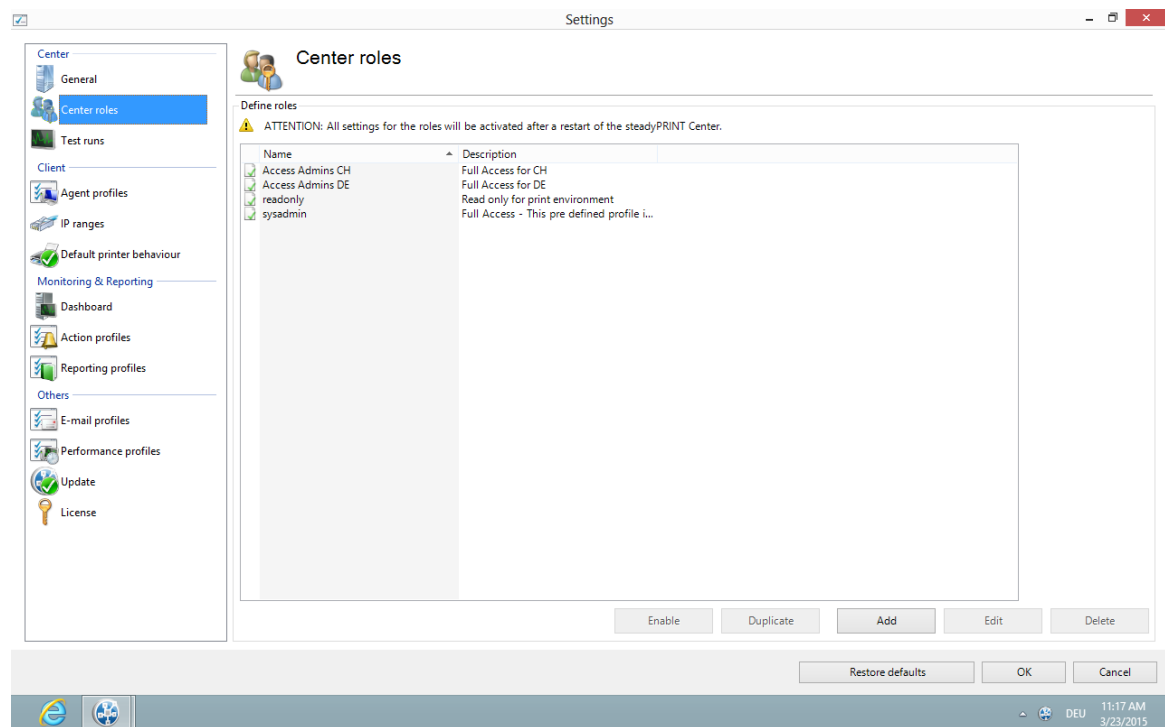 Settings
Center
General
Center roles
Test runs
Client
Agent profiles
IP ranges
Default printer behaviour
Monitoring & Reporting
Dashboard
Action profiles
Reporting profiles
Others
E-mail profiles
Performance profiles
Update
License
Center roles
Define roles
ATTENTION: All settings for the roles will be activated after a restart of the steadyPRINT Center.
Name Description
Access Admins CH Full Access for CH
Access Admins DE Full Access for DE
readonly Read only for print environment
sysadmin Full Access - This pre defined profile i...
Enable Duplicate Add Edit Delete
Restore defaults OK Cancel
DEU 11:17 AM
3/23/2015